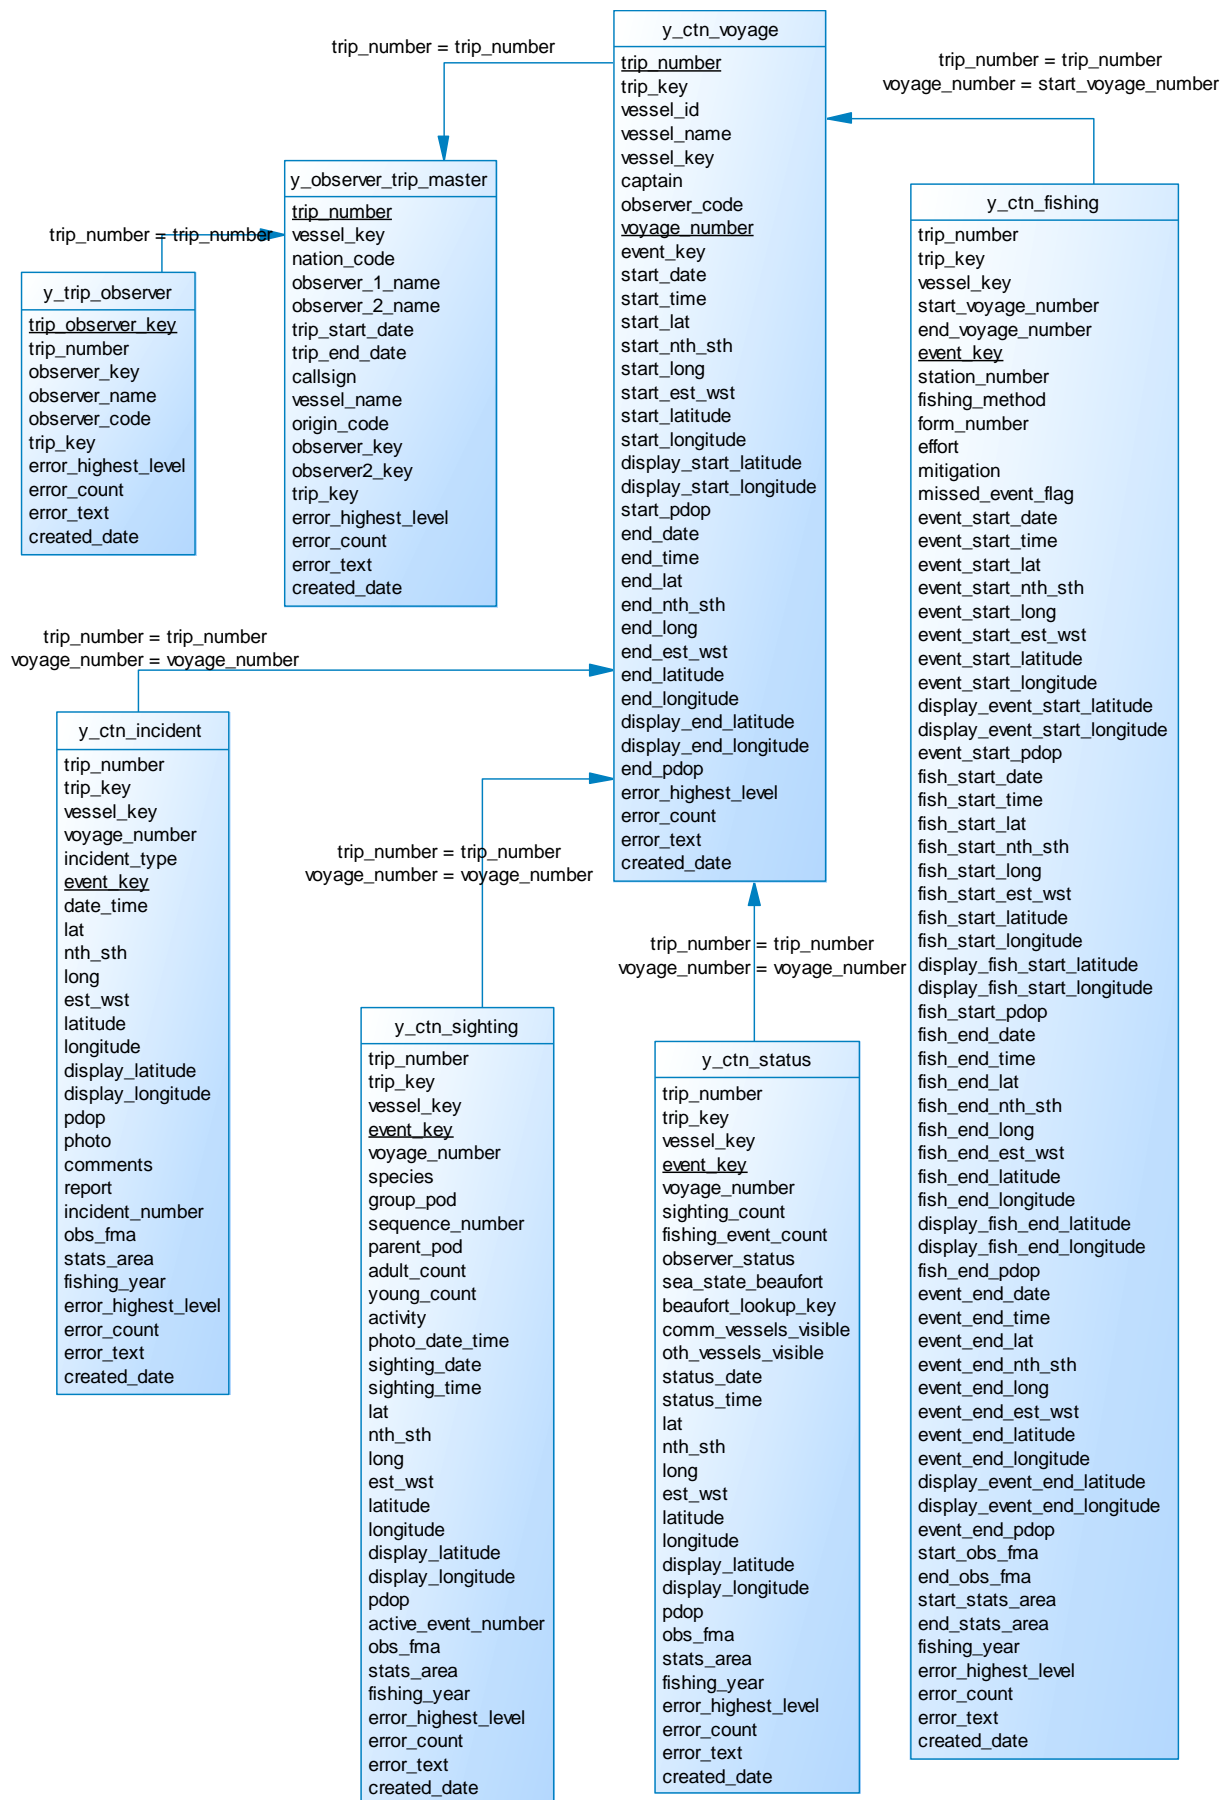 y_ctn_voyage
trip_number
trip_key
vessel_id
vessel_name
vessel_key
captain
observer_code
voyage_number
event_key
start_date
start_time
start_lat
start_nth_sth
start_long
start_est_wst
start_latitude
start_longitude
display_start_latitude
display_start_longitude
start_pdop
end_date
end_time
end_lat
end_nth_sth
end_long
end_est_wst
end_latitude
end_longitude
display_end_latitude
display_end_longitude
end_pdop
error_highest_level
error_count
error_text
created_date
trip_number = trip_number
trip_number = trip_number
voyage_number = start_voyage_number
y_observer_trip_master
trip_number
vessel_key
nation_code
observer_1_name
observer_2_name
trip_start_date
trip_end_date
callsign
vessel_name
origin_code
observer_key
observer2_key
trip_key
error_highest_level
error_count
error_text
created_date
trip_number = trip_number
y_trip_observer
trip_observer_key
trip_number
observer_key
observer_name
observer_code
trip_key
error_highest_level
error_count
error_text
created_date
y_ctn_fishing
trip_number
trip_key
vessel_key
start_voyage_number
end_voyage_number
event_key
station_number
fishing_method
form_number
effort
mitigation
missed_event_flag
event_start_date
event_start_time
event_start_lat
event_start_nth_sth
event_start_long
event_start_est_wst
event_start_latitude
event_start_longitude
display_event_start_latitude
display_event_start_longitude
event_start_pdop
fish_start_date
fish_start_time
fish_start_lat
fish_start_nth_sth
fish_start_long
fish_start_est_wst
fish_start_latitude
fish_start_longitude
display_fish_start_latitude
display_fish_start_longitude
fish_start_pdop
fish_end_date
fish_end_time
fish_end_lat
fish_end_nth_sth
fish_end_long
fish_end_est_wst
fish_end_latitude
fish_end_longitude
display_fish_end_latitude
display_fish_end_longitude
fish_end_pdop
event_end_date
event_end_time
event_end_lat
event_end_nth_sth
event_end_long
event_end_est_wst
event_end_latitude
event_end_longitude
display_event_end_latitude
display_event_end_longitude
event_end_pdop
start_obs_fma
end_obs_fma
start_stats_area
end_stats_area
fishing_year
error_highest_level
error_count
error_text
created_date
trip_number = trip_number
voyage_number = voyage_number
y_ctn_incident
trip_number
trip_key
vessel_key
voyage_number
incident_type
event_key
date_time
lat
nth_sth
long
est_wst
latitude
longitude
display_latitude
display_longitude
pdop
photo
comments
report
incident_number
obs_fma
stats_area
fishing_year
error_highest_level
error_count
error_text
created_date
trip_number = trip_number
voyage_number = voyage_number
y_ctn_sighting
trip_number
trip_key
vessel_key
event_key
voyage_number
species
group_pod
sequence_number
parent_pod
adult_count
young_count
activity
photo_date_time
sighting_date
sighting_time
lat
nth_sth
long
est_wst
latitude
longitude
display_latitude
display_longitude
pdop
active_event_number
obs_fma
stats_area
fishing_year
error_highest_level
error_count
error_text
created_date
trip_number = trip_number
voyage_number = voyage_number
y_ctn_status
trip_number
trip_key
vessel_key
event_key
voyage_number
sighting_count
fishing_event_count
observer_status
sea_state_beaufort
beaufort_lookup_key
comm_vessels_visible
oth_vessels_visible
status_date
status_time
lat
nth_sth
long
est_wst
latitude
longitude
display_latitude
display_longitude
pdop
obs_fma
stats_area
fishing_year
error_highest_level
error_count
error_text
created_date